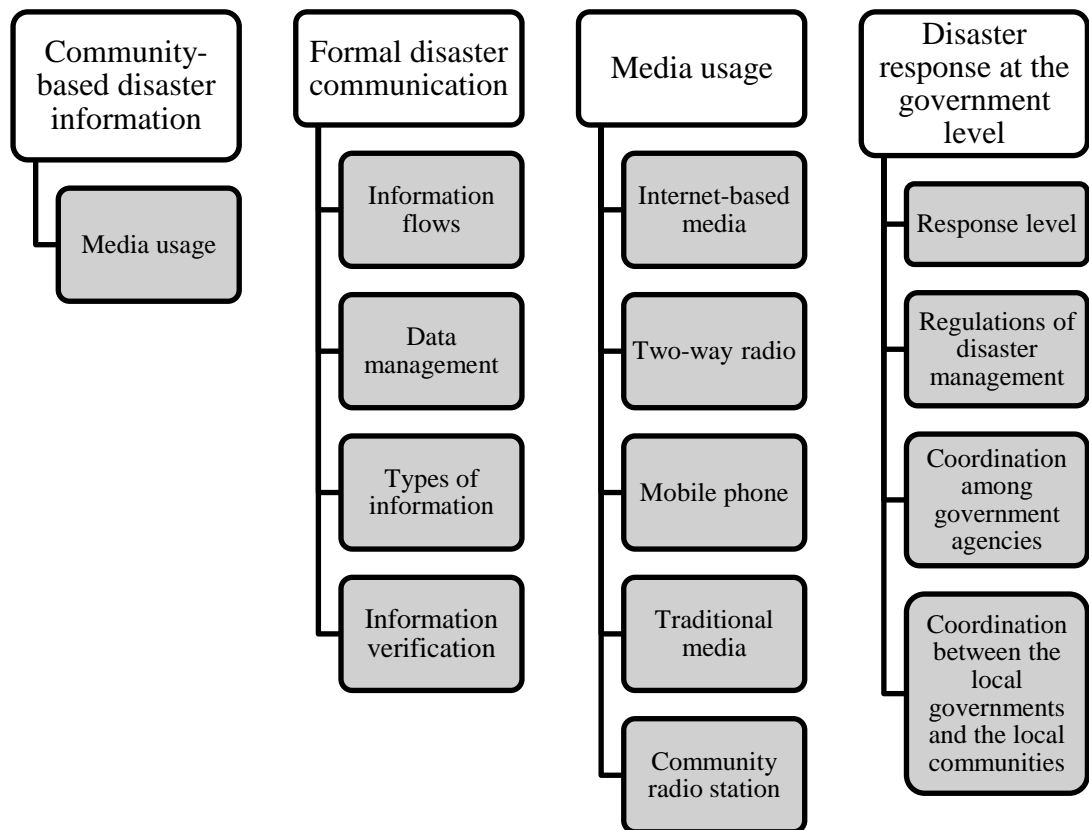 Community-
based disaster
information
Media usage
Formal disaster
communication
Information
flows
Data
management
Types of
information
Information
verification
Media usage
Internet-based
media
Two-way radio
Mobile phone
Traditional
media
Community
radio station
Disaster
response at the
government
level
Response level
Regulations of
disaster
management
Coordination
among
government
agencies
Coordination
between the
local
governments
and the local
communities